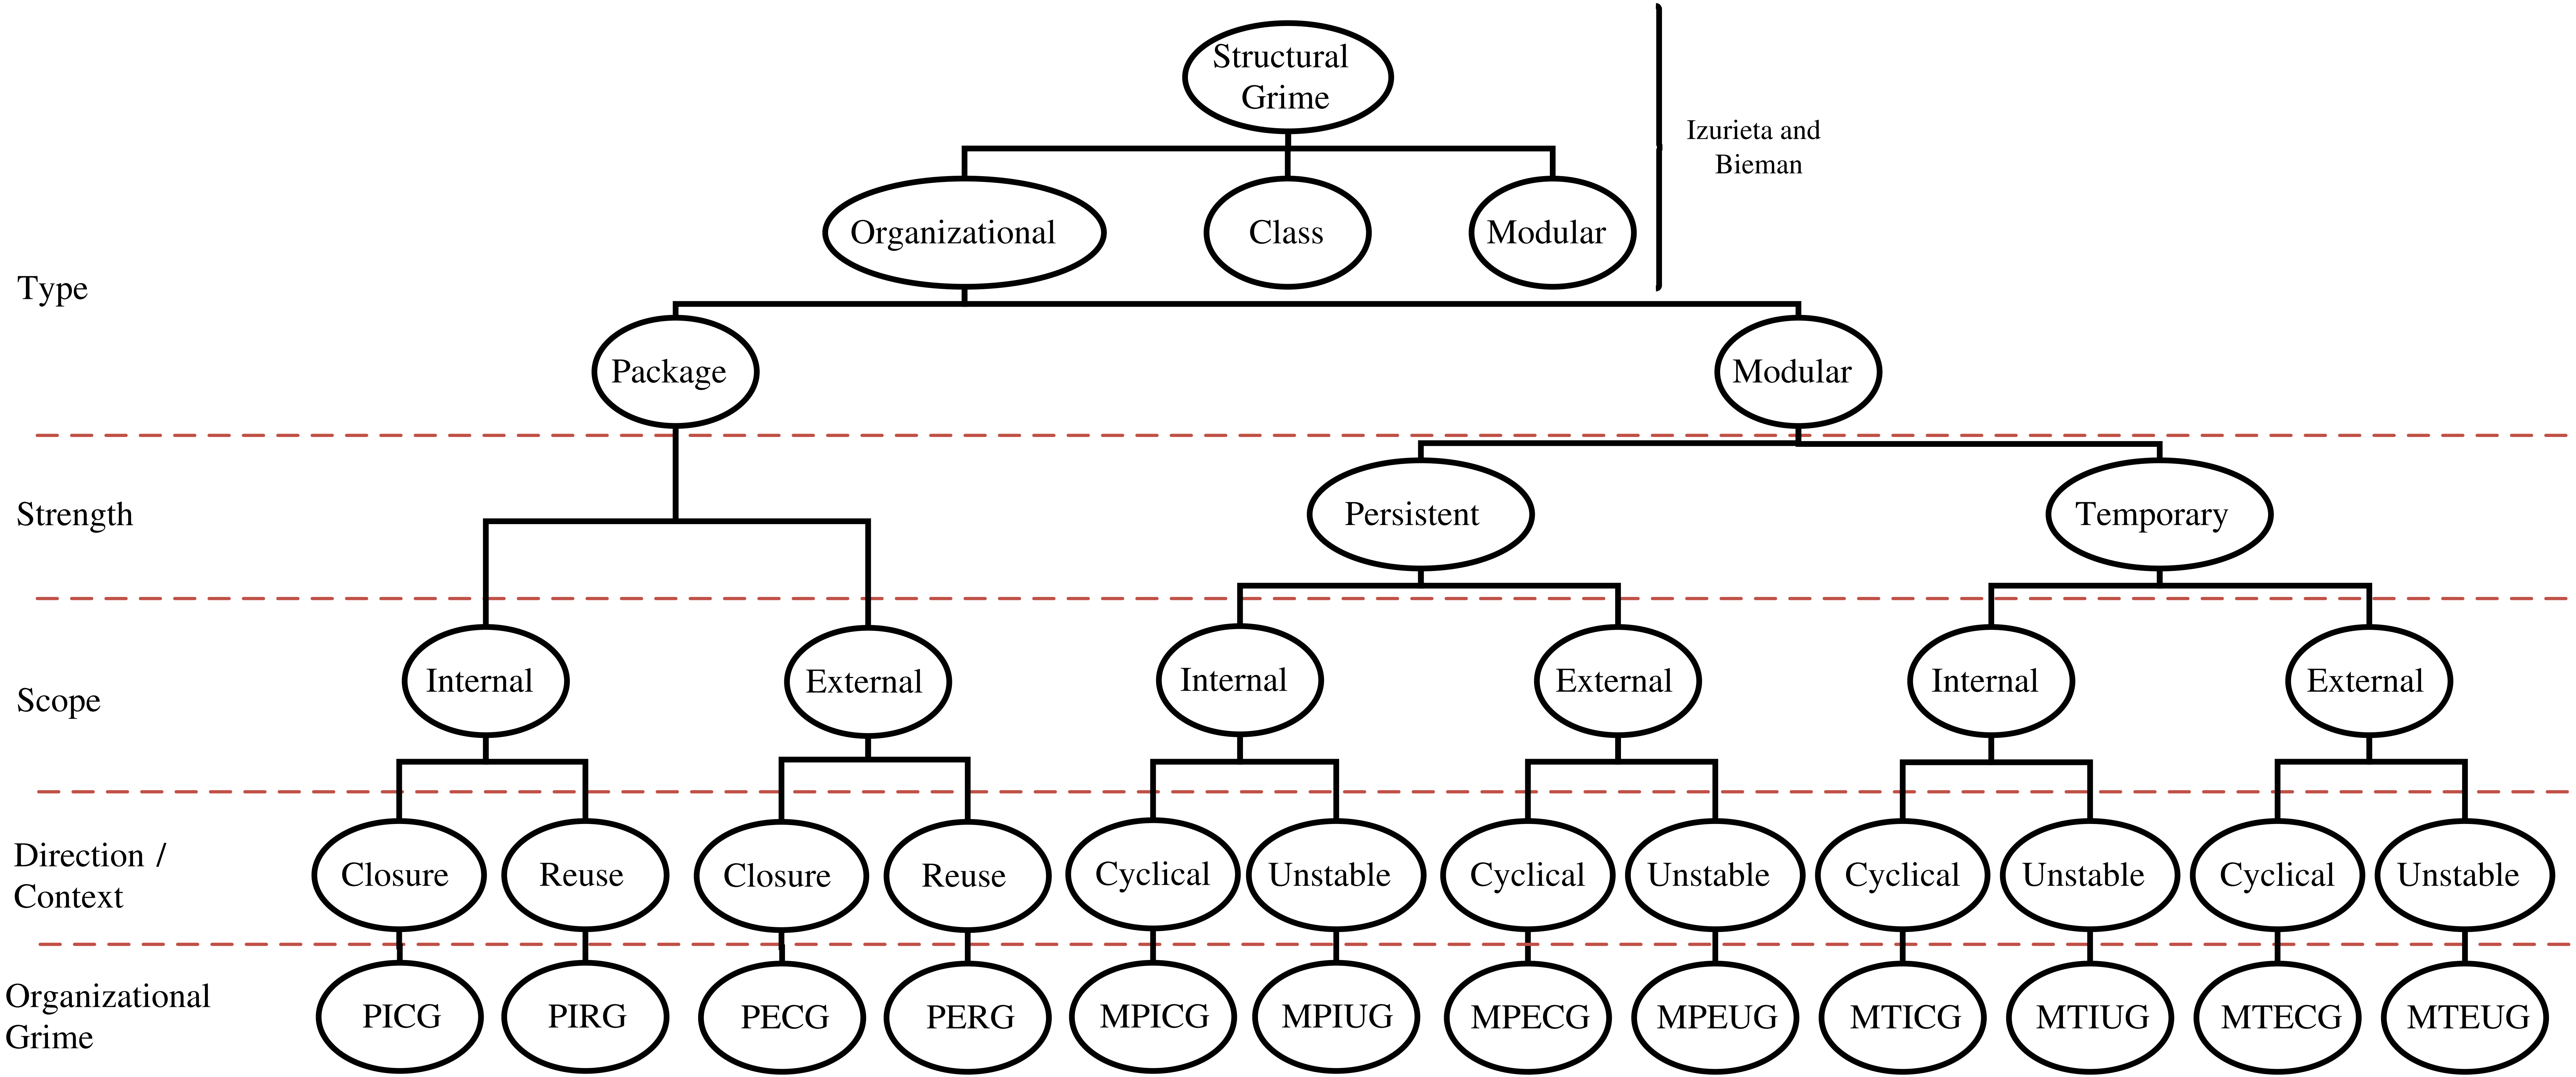 Structural
Grime
Izurieta and
Bieman
Organizational
Class
Modular
Type
Package
Modular
Strength
Persistent
Temporary
Scope
Internal
External
Internal
External
Internal
External
Direction /
Context
Closure
Reuse
Closure
Reuse
Cyclical
Unstable
Cyclical
Unstable
Cyclical
Unstable
Cyclical
Unstable
Organizational
Grime
PICG
PIRG
PECG
PERG
MPICG
MPIUG
MPECG
MPEUG
MTICG
MTIUG
MTECG
MTEUG